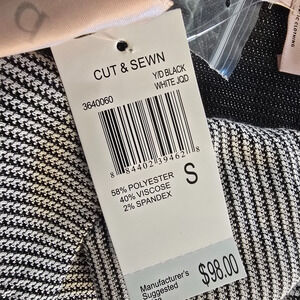 CUT & SEWN
3640060
Y/D BLACK
WHITE JQD
8 84402 39462 8
58% POLYESTER
40% VISCOSE
2% SPANDEX
S
Manufacturer's
Suggested
$98.00